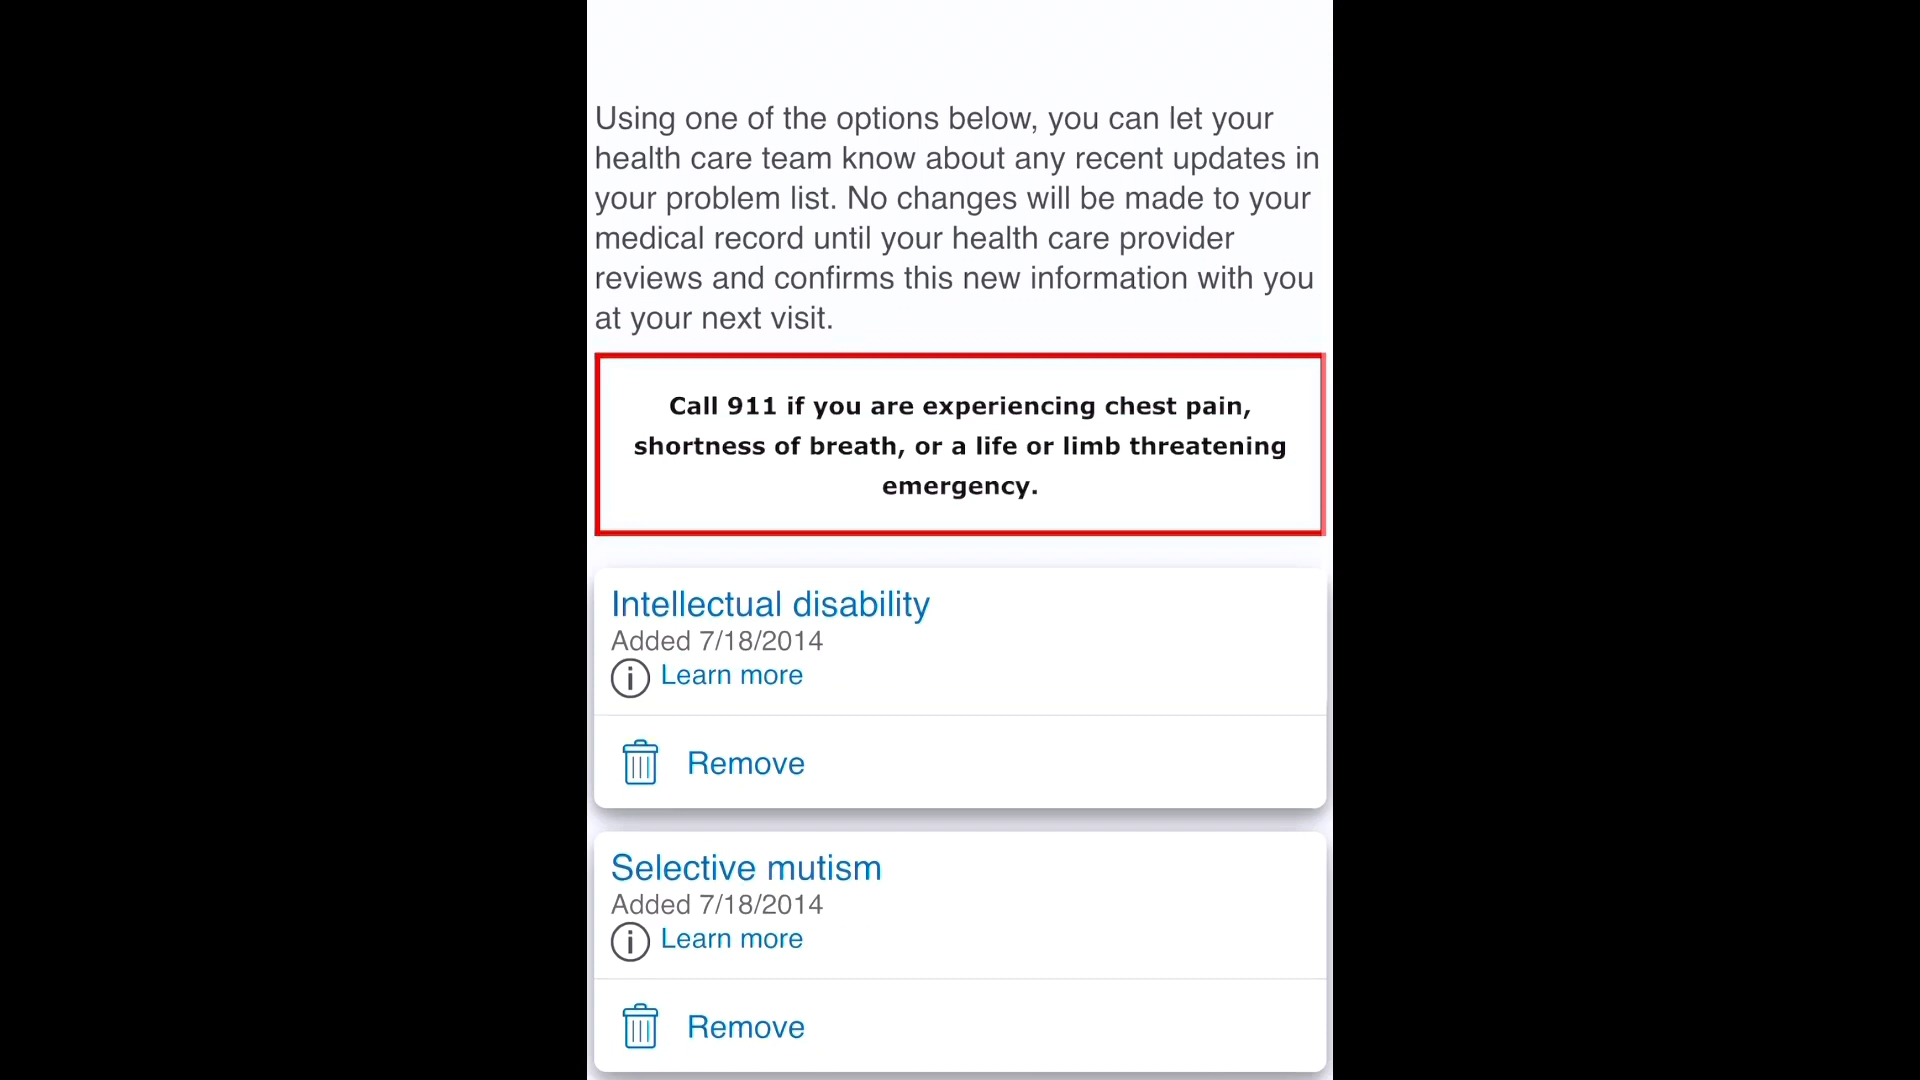 Using one of the options below, you can let your
health care team know about any recent updates in
your problem list. No changes will be made to your
medical record until your health care provider
reviews and confirms this new information with you
at your next visit.
Call 911 if you are experiencing chest pain,
shortness of breath, or a life or limb threatening
emergency.
Intellectual disability
Added 7/18/2014
Learn more
Remove
Selective mutism
Added 7/18/2014
Learn more
Remove